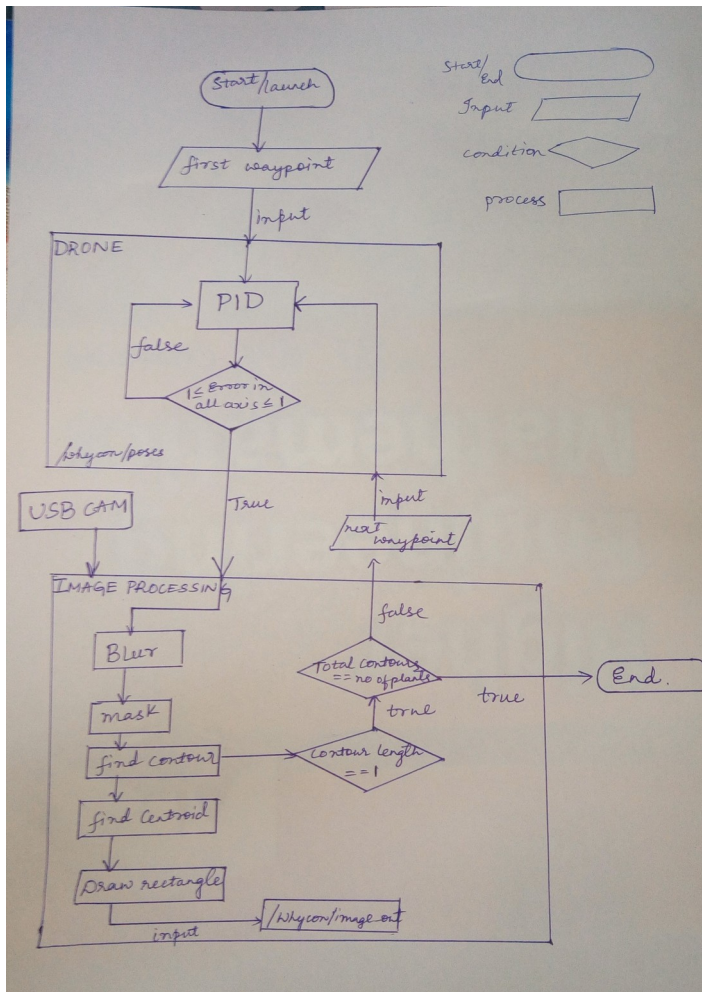 Start/launch
Start/
End
Input
condition
process
first waypoint
input
DRONE
PID
false
1 ≤ Error in
all axis ≤ 1
/whycon/poses
True
USB CAM
input
next
waypoint
IMAGE PROCESSING
false
Blur
Total contours
== no of plants
End.
true
mask
true
find contour
contour length
== 1
find Centroid
Draw rectangle
/whycon/image_out
input